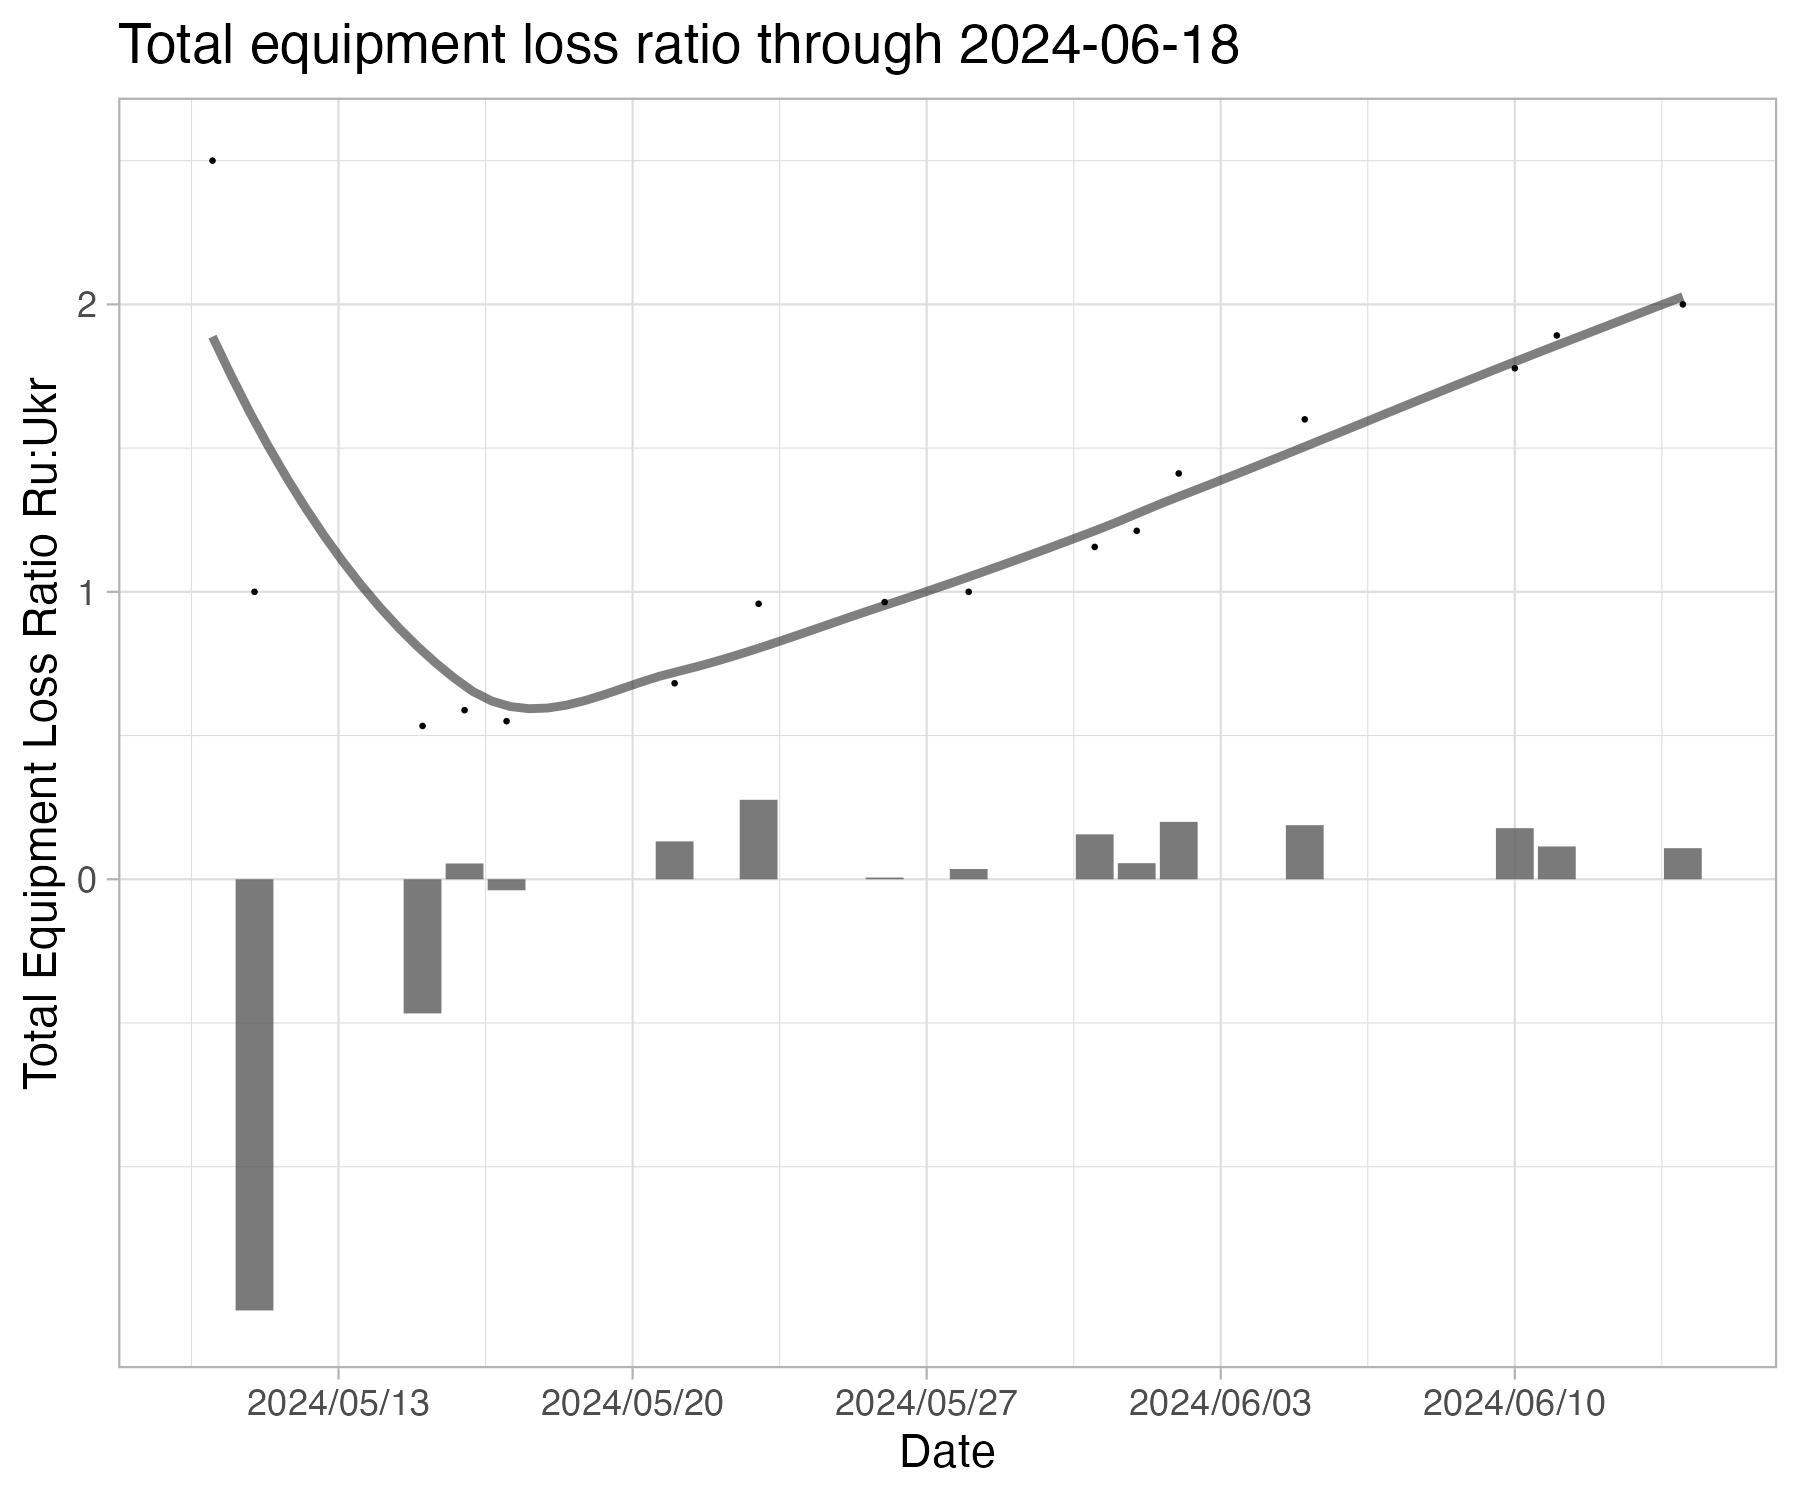 Total equipment loss ratio through 2024-06-18
Total Equipment Loss Ratio Ru:Ukr
2
1
0
2024/05/13
2024/05/20
2024/05/27
2024/06/03
2024/06/10
Date